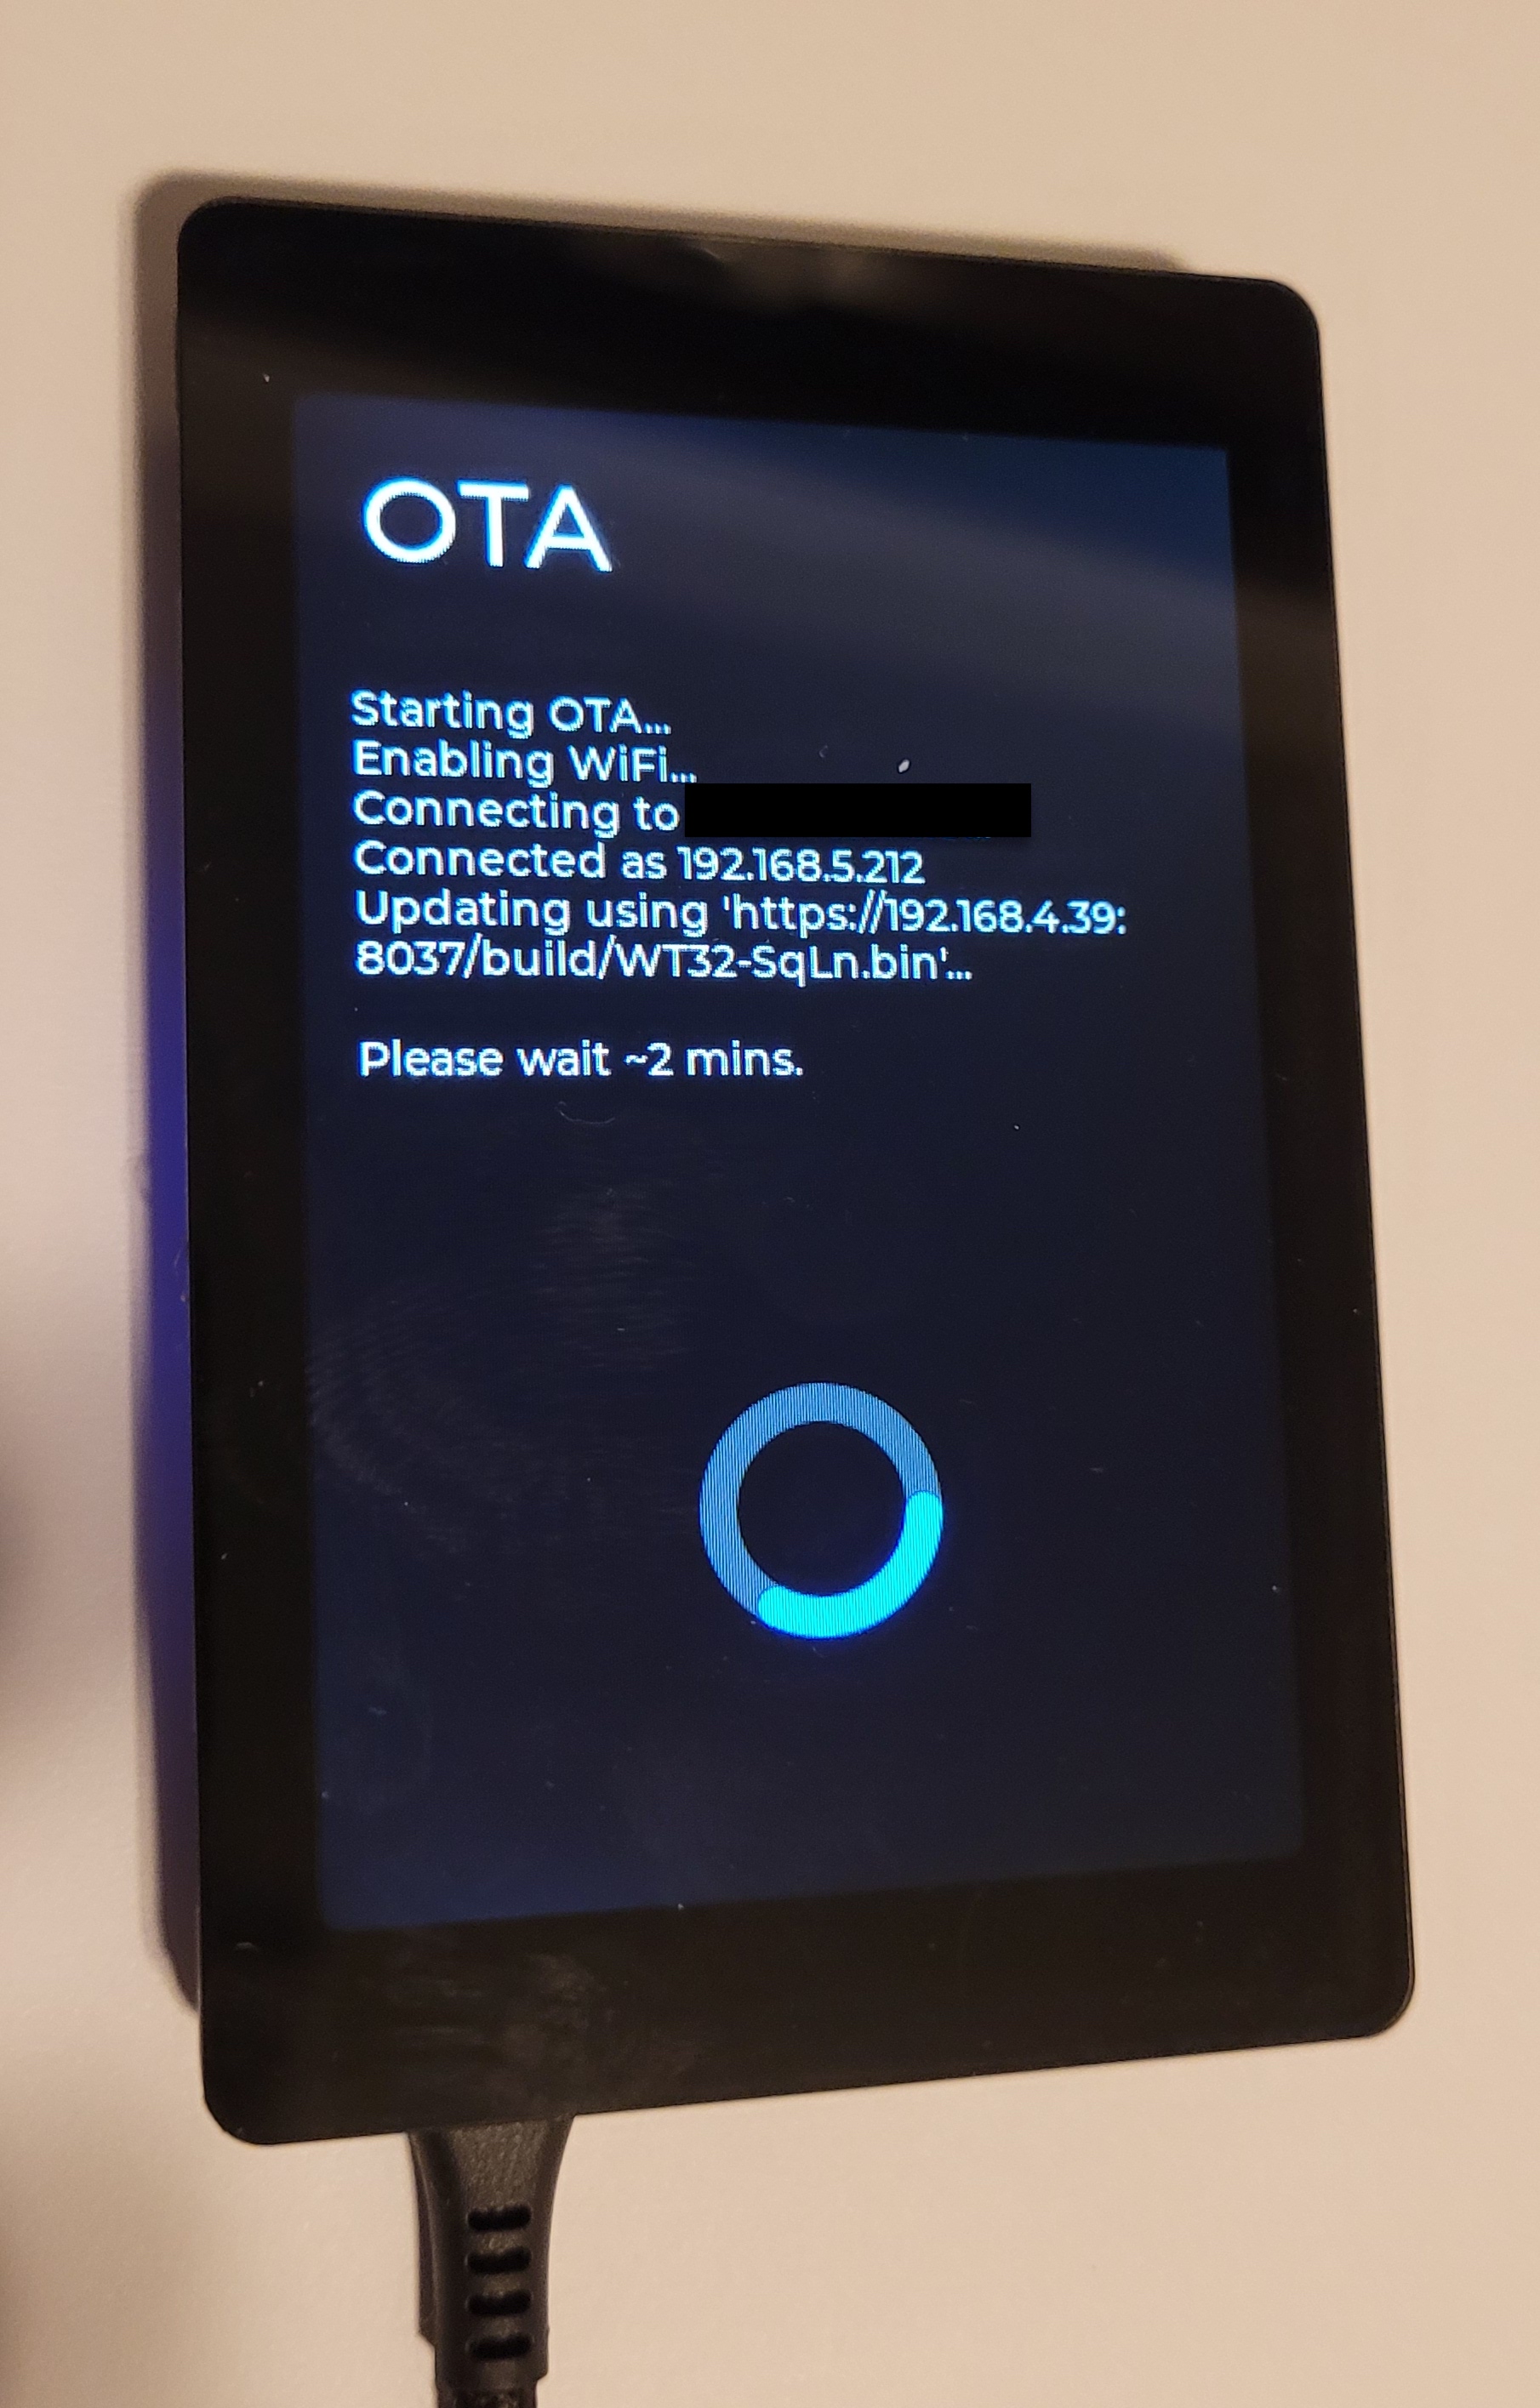 OTA
Starting OTA...
Enabling WiFi...
Connecting to
Connected as 192.168.5.212
Updating using 'https://192.168.4.39:
8037/build/WT32-SqLn.bin'...
Please wait ~2 mins.